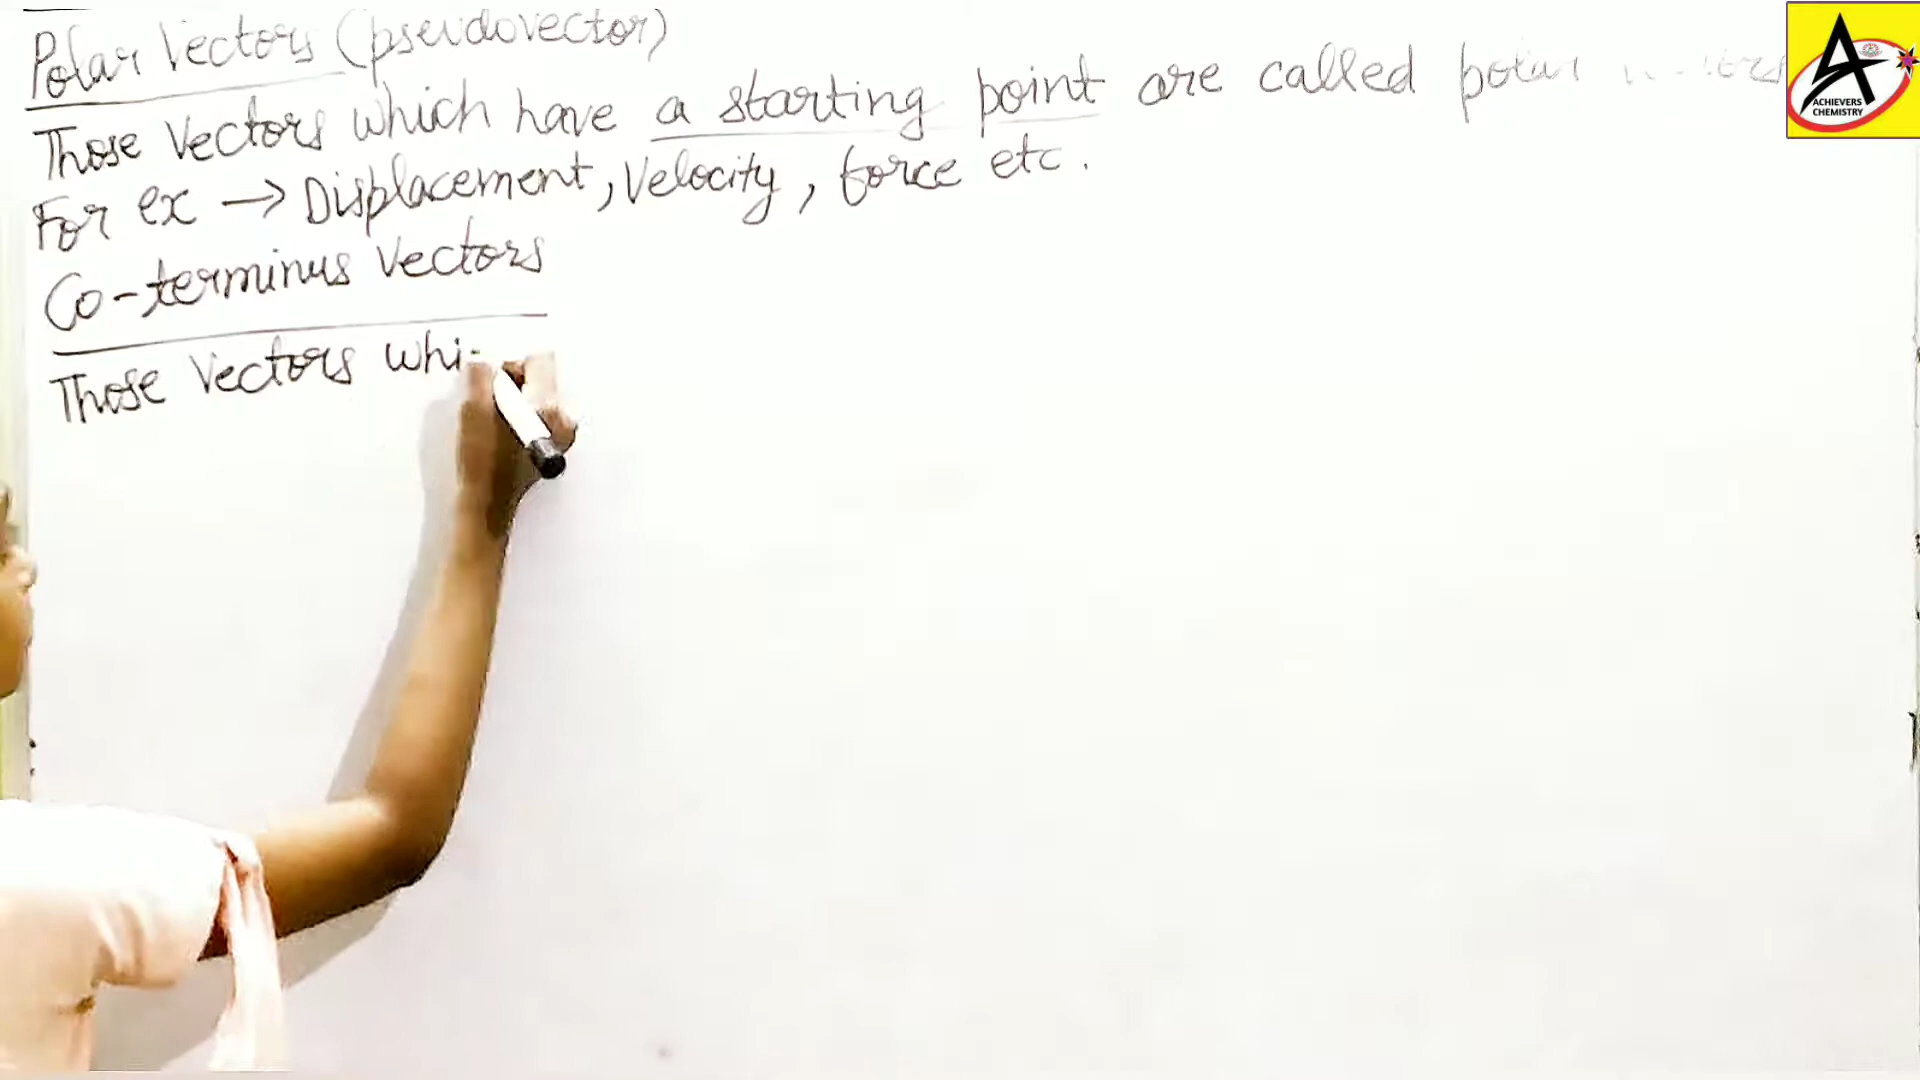 Polar Vectors (pseudovector)
Those Vectors which have a starting point are called polar vectors
For ex → Displacement, Velocity, force etc.
Co-terminus Vectors
Those Vectors whi
ACHIEVERS
CHEMISTRY